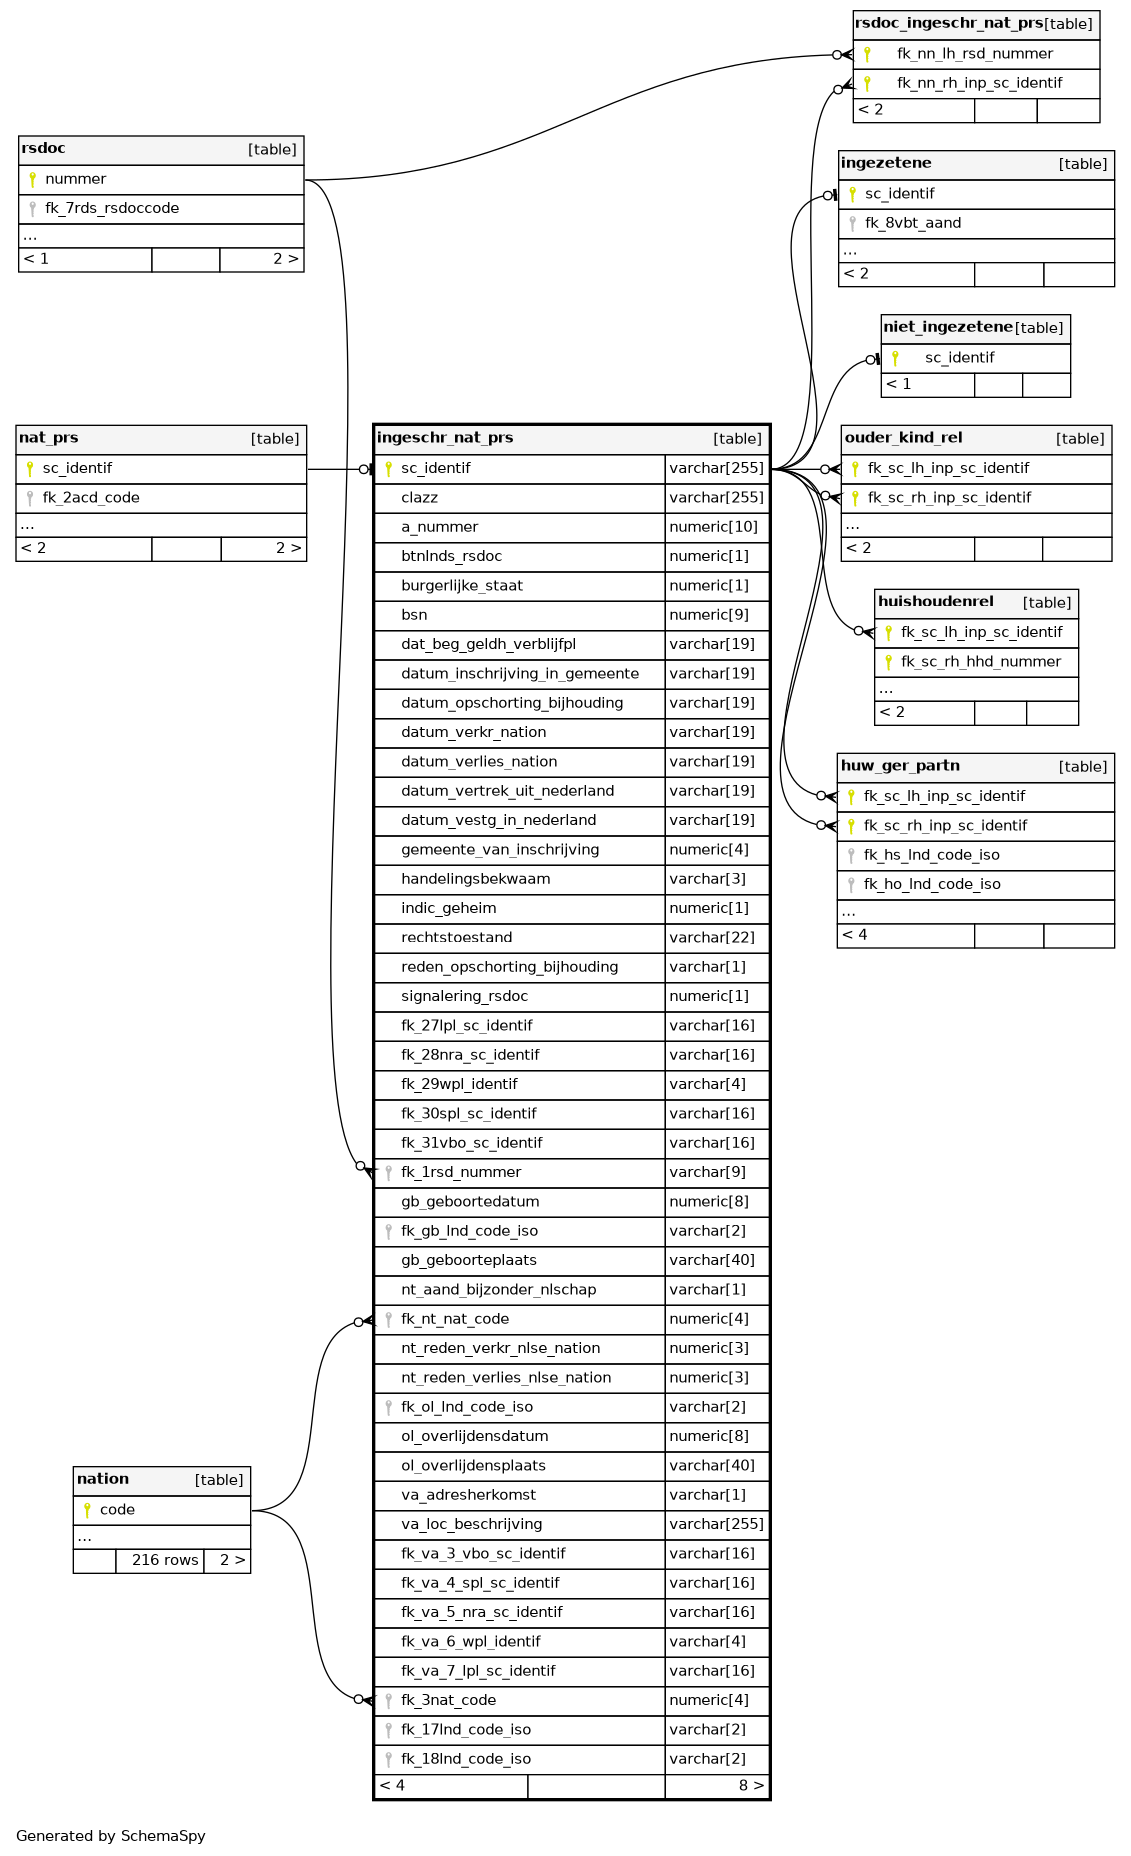 rsdoc_ingeschr_nat_prs [table]
fk_nn_lh_rsd_nummer
fk_nn_rh_inp_sc_identif
< 2
rsdoc [table]
nummer
fk_7rds_rsdoccode
...
< 1 2 >
ingezetene [table]
sc_identif
fk_8vbt_aand
...
< 2
niet_ingezetene [table]
sc_identif
< 1
nat_prs [table]
sc_identif
fk_2acd_code
...
< 2 2 >
ingeschr_nat_prs [table]
sc_identif varchar[255]
clazz varchar[255]
a_nummer numeric[10]
btnlnds_rsdoc numeric[1]
burgerlijke_staat numeric[1]
bsn numeric[9]
dat_beg_geldh_verblijfpl varchar[19]
datum_inschrijving_in_gemeente varchar[19]
datum_opschorting_bijhouding varchar[19]
datum_verkr_nation varchar[19]
datum_verlies_nation varchar[19]
datum_vertrek_uit_nederland varchar[19]
datum_vestg_in_nederland varchar[19]
gemeente_van_inschrijving numeric[4]
handelingsbekwaam varchar[3]
indic_geheim numeric[1]
rechtstoestand varchar[22]
reden_opschorting_bijhouding varchar[1]
signalering_rsdoc numeric[1]
fk_27lpl_sc_identif varchar[16]
fk_28nra_sc_identif varchar[16]
fk_29wpl_identif varchar[4]
fk_30spl_sc_identif varchar[16]
fk_31vbo_sc_identif varchar[16]
fk_1rsd_nummer varchar[9]
gb_geboortedatum numeric[8]
fk_gb_lnd_code_iso varchar[2]
gb_geboorteplaats varchar[40]
nt_aand_bijzonder_nlschap varchar[1]
fk_nt_nat_code numeric[4]
nt_reden_verkr_nlse_nation numeric[3]
nt_reden_verlies_nlse_nation numeric[3]
fk_ol_lnd_code_iso varchar[2]
ol_overlijdensdatum numeric[8]
ol_overlijdensplaats varchar[40]
va_adresherkomst varchar[1]
va_loc_beschrijving varchar[255]
fk_va_3_vbo_sc_identif varchar[16]
fk_va_4_spl_sc_identif varchar[16]
fk_va_5_nra_sc_identif varchar[16]
fk_va_6_wpl_identif varchar[4]
fk_va_7_lpl_sc_identif varchar[16]
fk_3nat_code numeric[4]
fk_17lnd_code_iso varchar[2]
fk_18lnd_code_iso varchar[2]
< 4 8 >
ouder_kind_rel [table]
fk_sc_lh_inp_sc_identif
fk_sc_rh_inp_sc_identif
...
< 2
huishoudenrel [table]
fk_sc_lh_inp_sc_identif
fk_sc_rh_hhd_nummer
...
< 2
huw_ger_partn [table]
fk_sc_lh_inp_sc_identif
fk_sc_rh_inp_sc_identif
fk_hs_lnd_code_iso
fk_ho_lnd_code_iso
...
< 4
nation [table]
code
...
216 rows 2 >
Generated by SchemaSpy